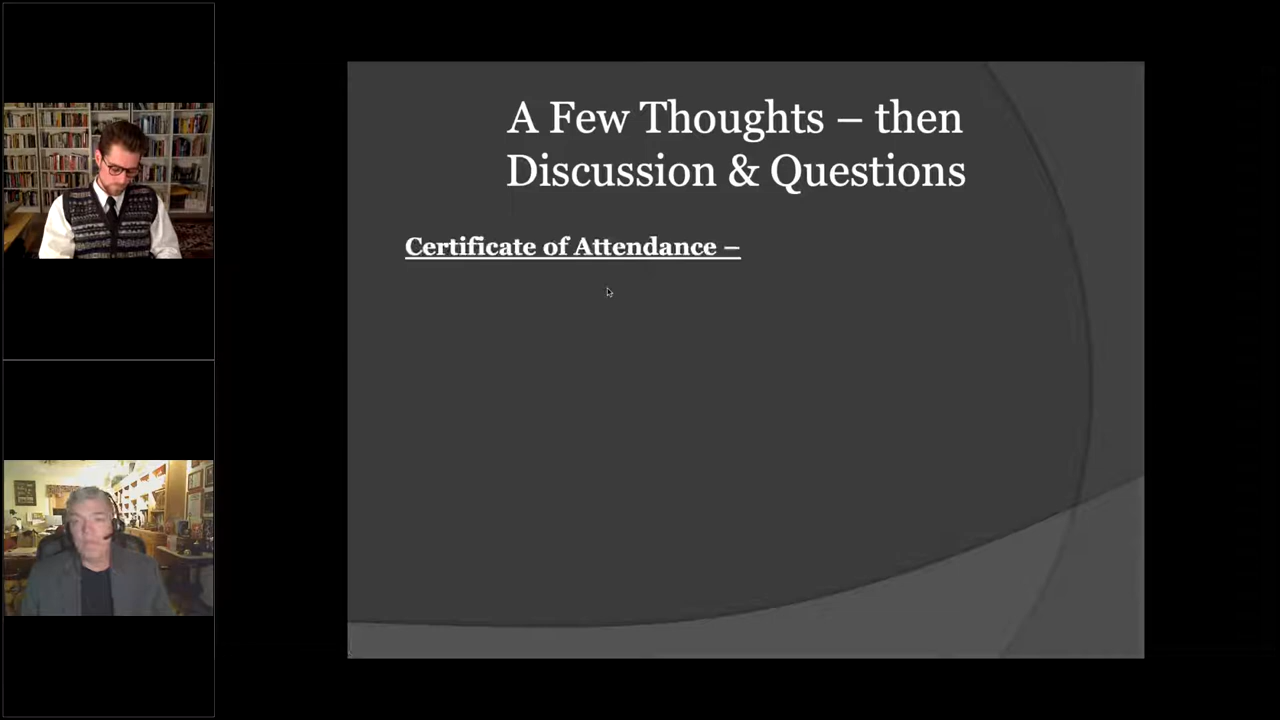 A Few Thoughts – then
Discussion & Questions
Certificate of Attendance –